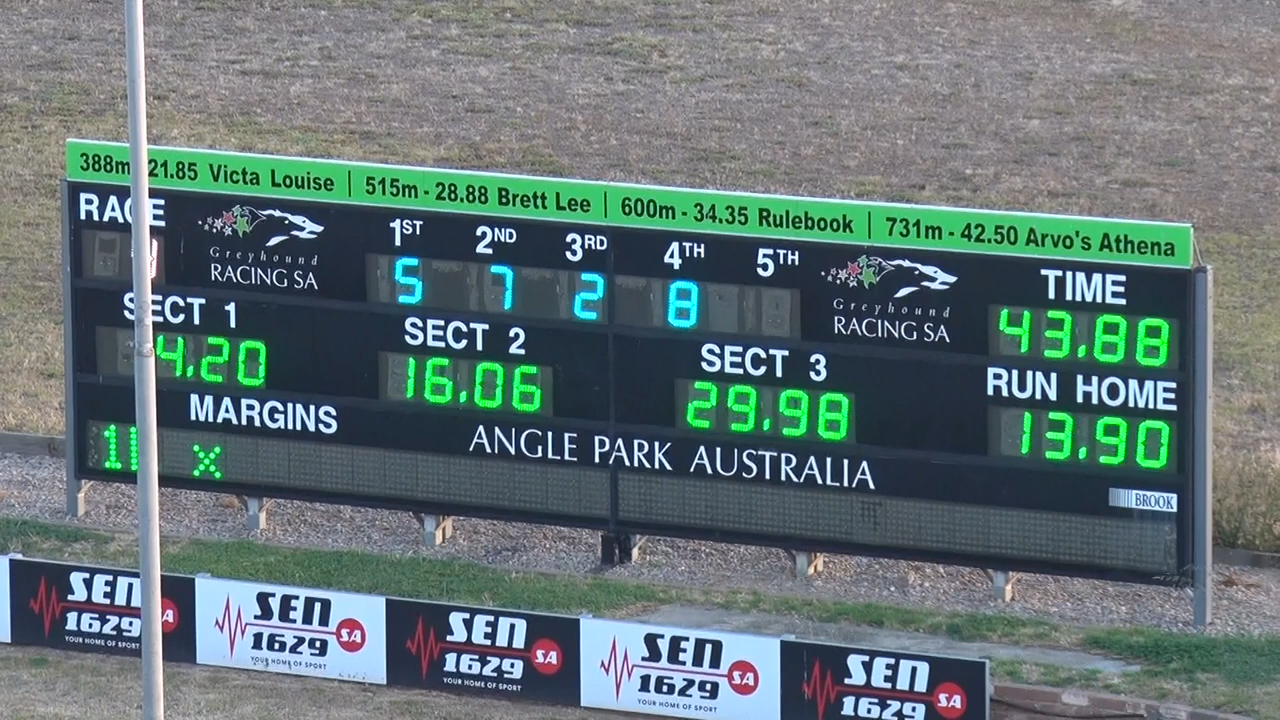 388m 21.85 Victa Louise | 515m - 28.88 Brett Lee | 600m - 34.35 Rulebook | 731m - 42.50 Arvo's Athena
RACE
Greyhound
RACING SA
1ST 2ND 3RD 4TH 5TH
5 7 2 8
Greyhound
RACING SA
TIME
43.88
SECT 1
4.20
SECT 2
16.06
SECT 3
29.98
RUN HOME
13.90
MARGINS
x
ANGLE PARK AUSTRALIA
BROOK
SEN
1629
SA
YOUR HOME OF SPORT
SEN
1629
SA
YOUR HOME OF SPORT
SEN
1629
SA
YOUR HOME OF SPORT
SEN
1629
SA
YOUR HOME OF SPORT
SEN
1629
SA